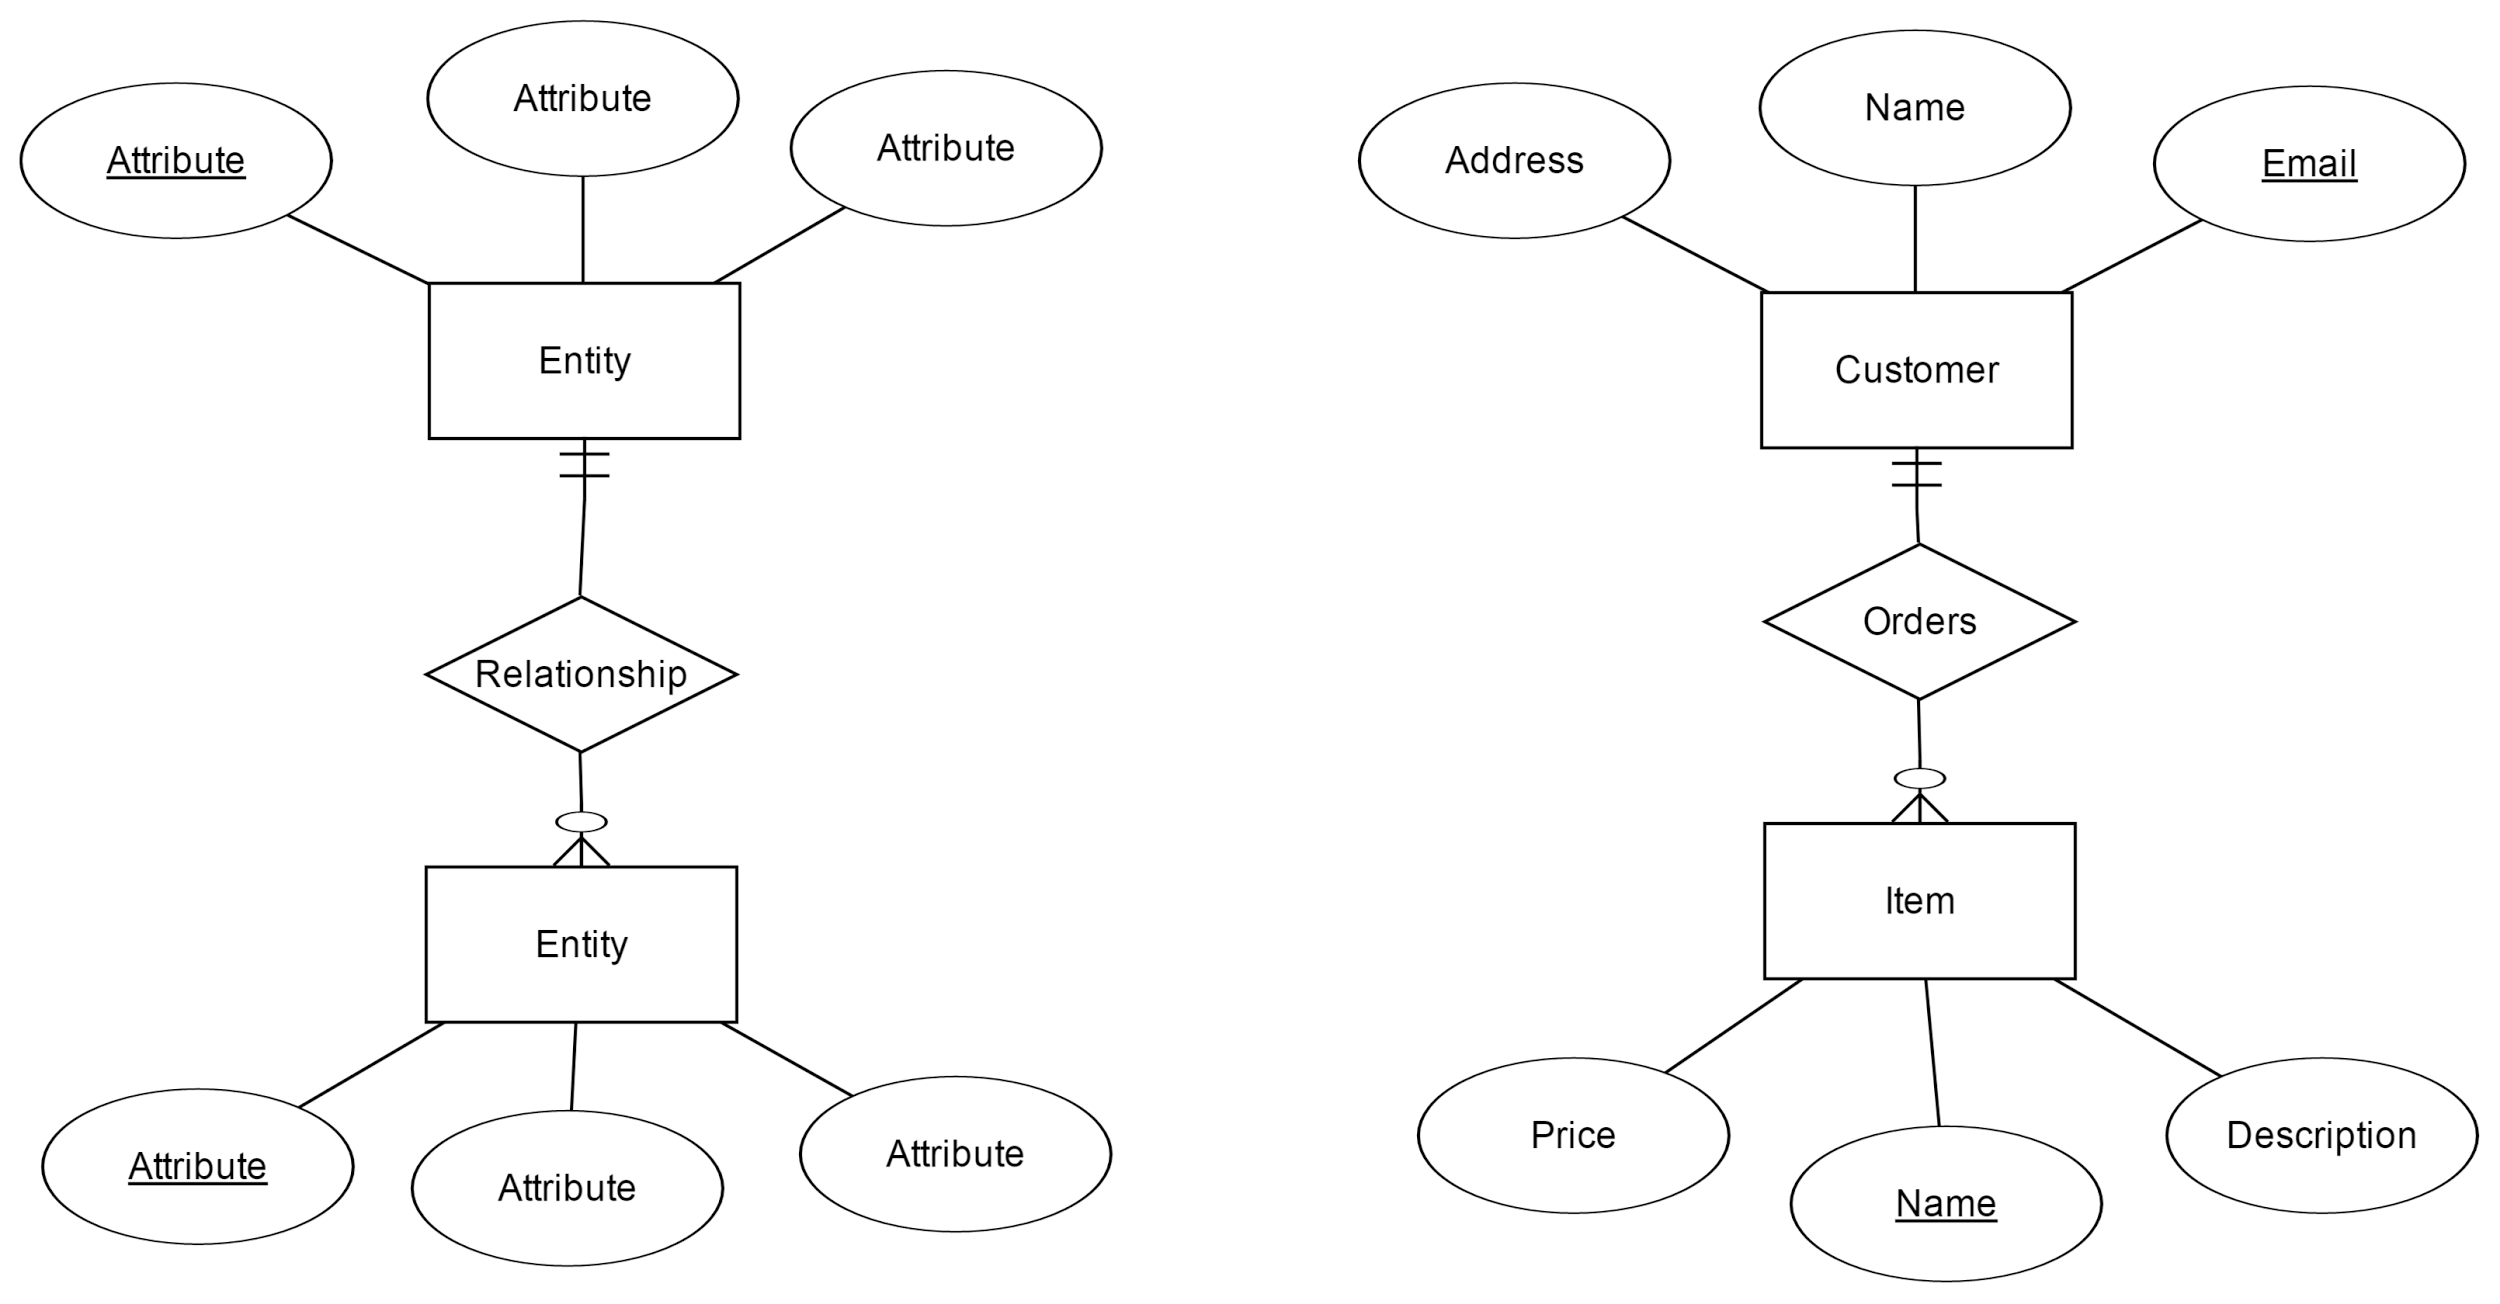 Attribute
Attribute
Attribute
Entity
Relationship
Entity
Attribute
Attribute
Attribute
Address
Name
Email
Customer
Orders
Item
Price
Name
Description